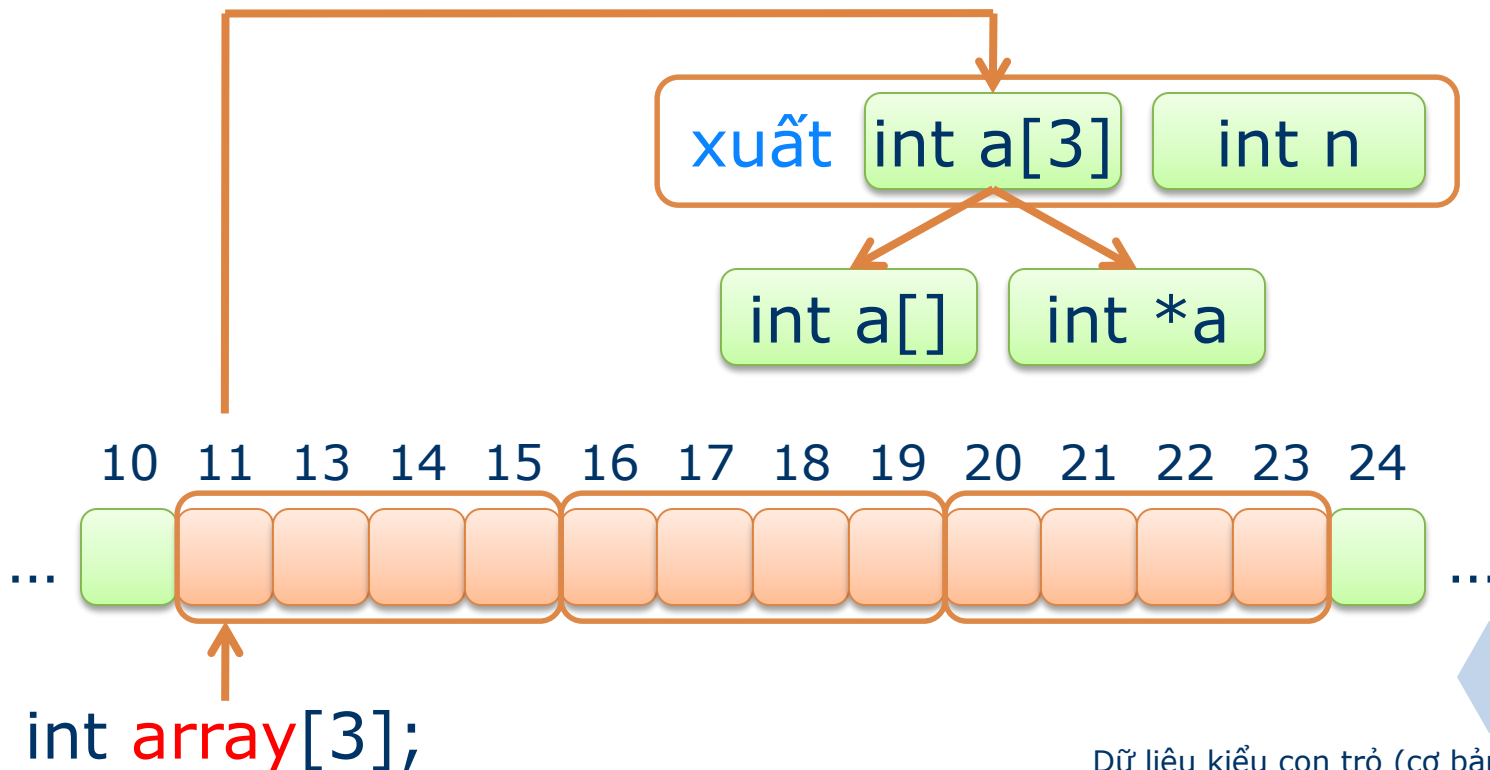 xuất int a[3] int n
int a[] int *a
10 11 13 14 15 16 17 18 19 20 21 22 23 24
... ...
int array[3];
Dữ liệu kiểu con trỏ (cơ bản